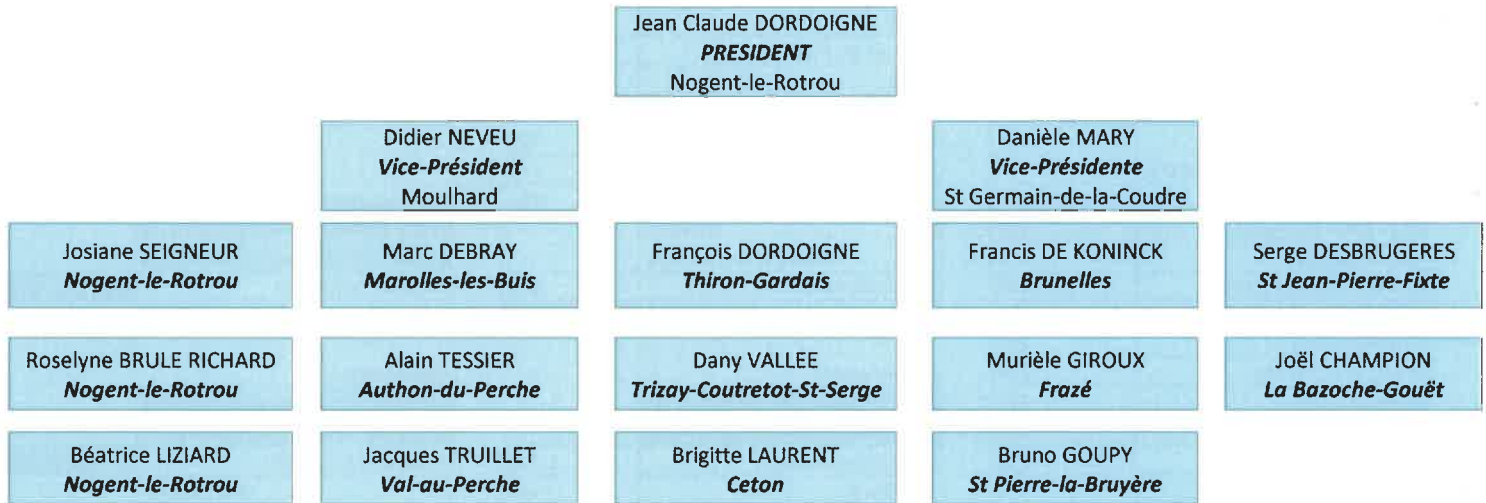 Jean Claude DORDOIGNE
PRESIDENT
Nogent-le-Rotrou
Didier NEVEU
Vice-Président
Moulhard
Danièle MARY
Vice-Présidente
St Germain-de-la-Coudre
Josiane SEIGNEUR
Nogent-le-Rotrou
Marc DEBRAY
Marolles-les-Buis
François DORDOIGNE
Thiron-Gardais
Francis DE KONINCK
Brunelles
Serge DESBRUGERES
St Jean-Pierre-Fixte
Roselyne BRULE RICHARD
Nogent-le-Rotrou
Alain TESSIER
Authon-du-Perche
Dany VALLEE
Trizay-Coutretot-St-Serge
Murièle GIROUX
Frazé
Joël CHAMPION
La Bazoche-Gouët
Béatrice LIZIARD
Nogent-le-Rotrou
Jacques TRUILLET
Val-au-Perche
Brigitte LAURENT
Ceton
Bruno GOUPY
St Pierre-la-Bruyère